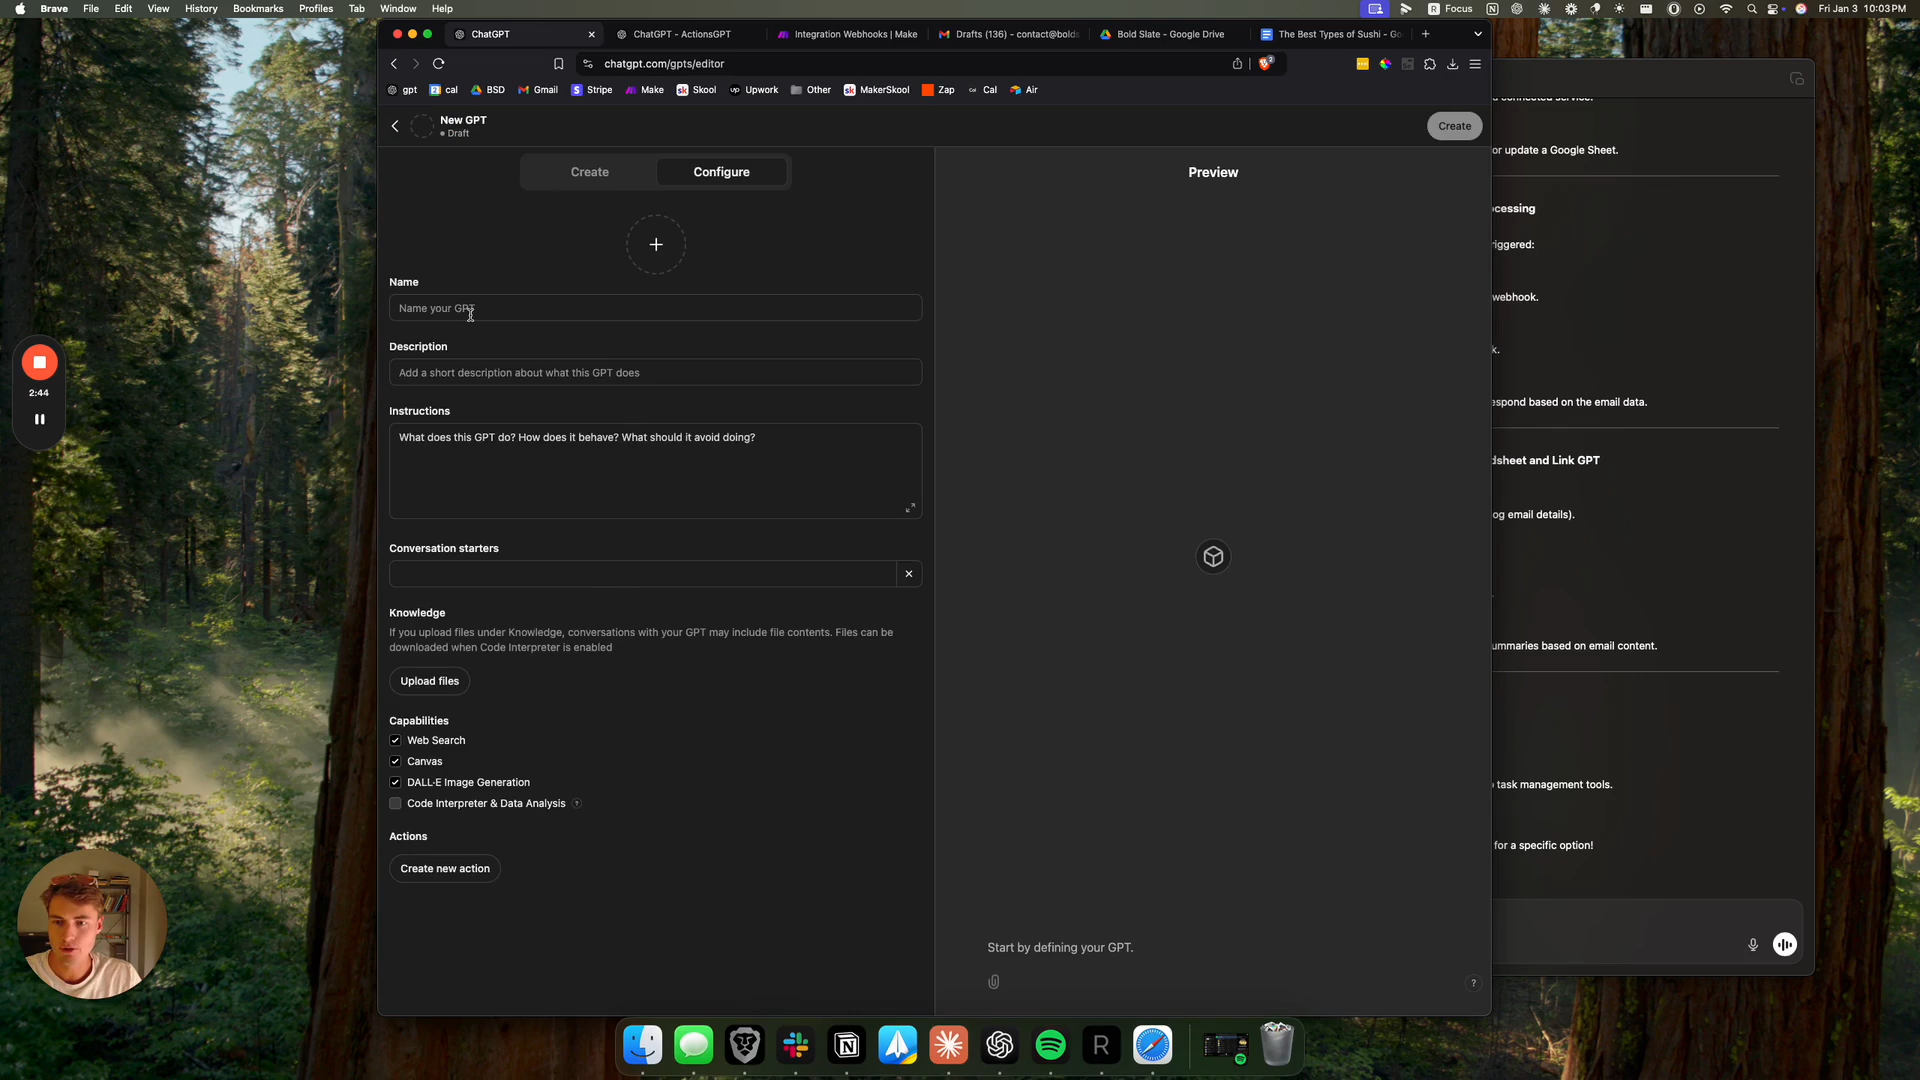 Brave File Edit View History Bookmarks Profiles Tab Window Help
Focus Fri Jan 3 10:03PM
ChatGPT
ChatGPT - ActionsGPT
Integration Webhooks | Make
Drafts (136) - contact@bolds
Bold Slate - Google Drive
The Best Types of Sushi - Go
chatgpt.com/gpts/editor
2
gpt cal BSD Gmail Stripe Make Skool Upwork Other MakerSkool Zap Cal Air
New GPT
Draft
Create
Create Configure
Preview
Name
Name your GPT
Description
Add a short description about what this GPT does
Instructions
What does this GPT do? How does it behave? What should it avoid doing?
Conversation starters
Knowledge
If you upload files under Knowledge, conversations with your GPT may include file contents. Files can be
downloaded when Code Interpreter is enabled
Upload files
Capabilities
Web Search
Canvas
DALL·E Image Generation
Code Interpreter & Data Analysis ?
Actions
Create new action
Start by defining your GPT.
?
2:44
or update a Google Sheet.
ocessing
riggered:
webhook.
k.
espond based on the email data.
dsheet and Link GPT
og email details).
ummaries based on email content.
task management tools.
for a specific option!